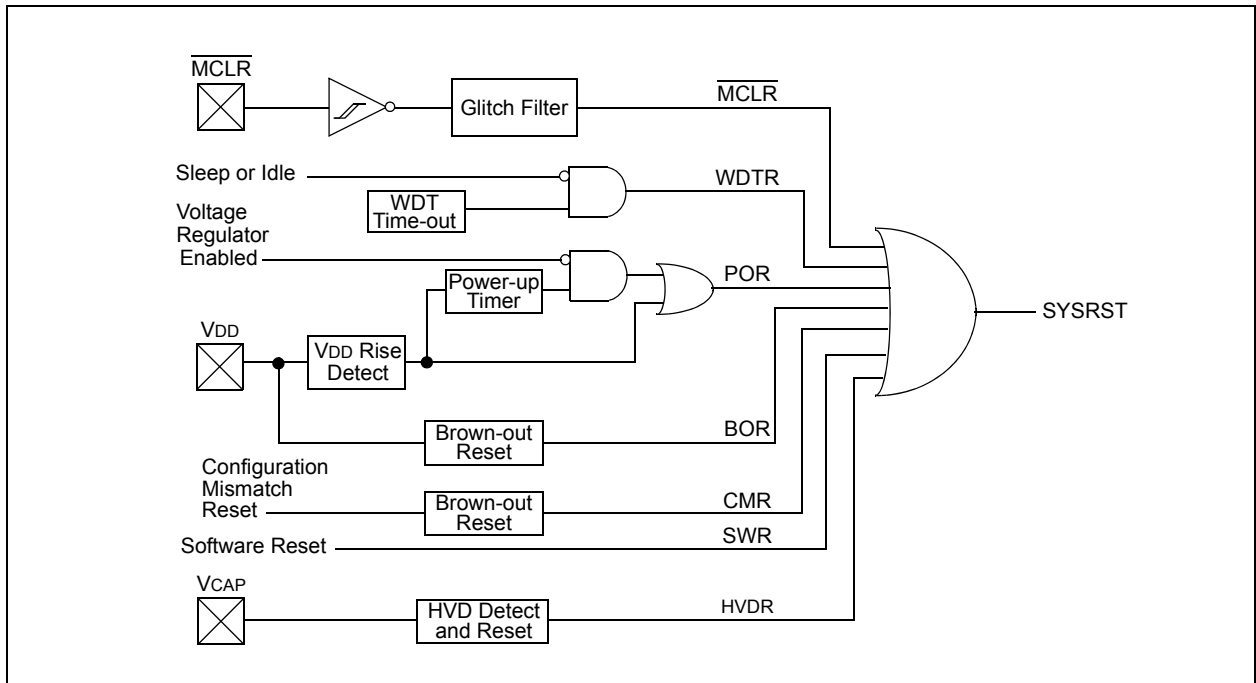 MCLR
Glitch Filter
MCLR
Sleep or Idle
WDT
Time-out
WDTR
Voltage
Regulator
Enabled
Power-up
Timer
POR
SYSRST
VDD
VDD Rise
Detect
Brown-out
Reset
BOR
Configuration
Mismatch
Reset
Brown-out
Reset
CMR
Software Reset
SWR
VCAP
HVD Detect
and Reset
HVDR